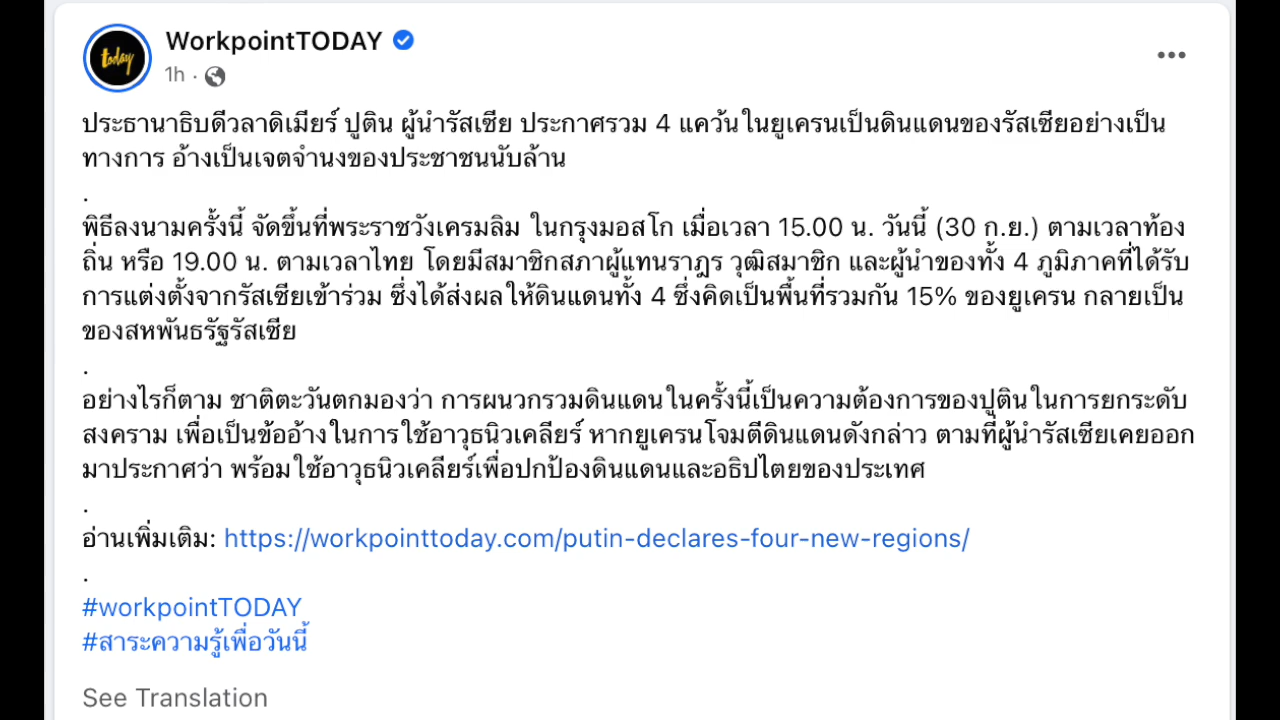 today
WorkpointTODAY
1h ·
ประธานาธิบดีวลาดิเมียร์ ปูติน ผู้นำรัสเซีย ประกาศรวม 4 แคว้นในยูเครนเป็นดินแดนของรัสเซียอย่างเป็น
ทางการ อ้างเป็นเจตจำนงของประชาชนนับล้าน
.
พิธีลงนามครั้งนี้ จัดขึ้นที่พระราชวังเครมลิม ในกรุงมอสโก เมื่อเวลา 15.00 น. วันนี้ (30 ก.ย.) ตามเวลาท้อง
ถิ่น หรือ 19.00 น. ตามเวลาไทย โดยมีสมาชิกสภาผู้แทนราฎร วุฒิสมาชิก และผู้นำของทั้ง 4 ภูมิภาคที่ได้รับ
การแต่งตั้งจากรัสเซียเข้าร่วม ซึ่งได้ส่งผลให้ดินแดนทั้ง 4 ซึ่งคิดเป็นพื้นที่รวมกัน 15% ของยูเครน กลายเป็น
ของสหพันธรัฐรัสเซีย
.
อย่างไรก็ตาม ชาติตะวันตกมองว่า การผนวกรวมดินแดนในครั้งนี้เป็นความต้องการของปูตินในการยกระดับ
สงคราม เพื่อเป็นข้ออ้างในการใช้อาวุธนิวเคลียร์ หากยูเครนโจมตีดินแดนดังกล่าว ตามที่ผู้นำรัสเซียเคยออก
มาประกาศว่า พร้อมใช้อาวุธนิวเคลียร์เพื่อปกป้องดินแดนและอธิปไตยของประเทศ
.
อ่านเพิ่มเติม: https://workpointtoday.com/putin-declares-four-new-regions/
.
#workpointTODAY
#สาระความรู้เพื่อวันนี้
See Translation